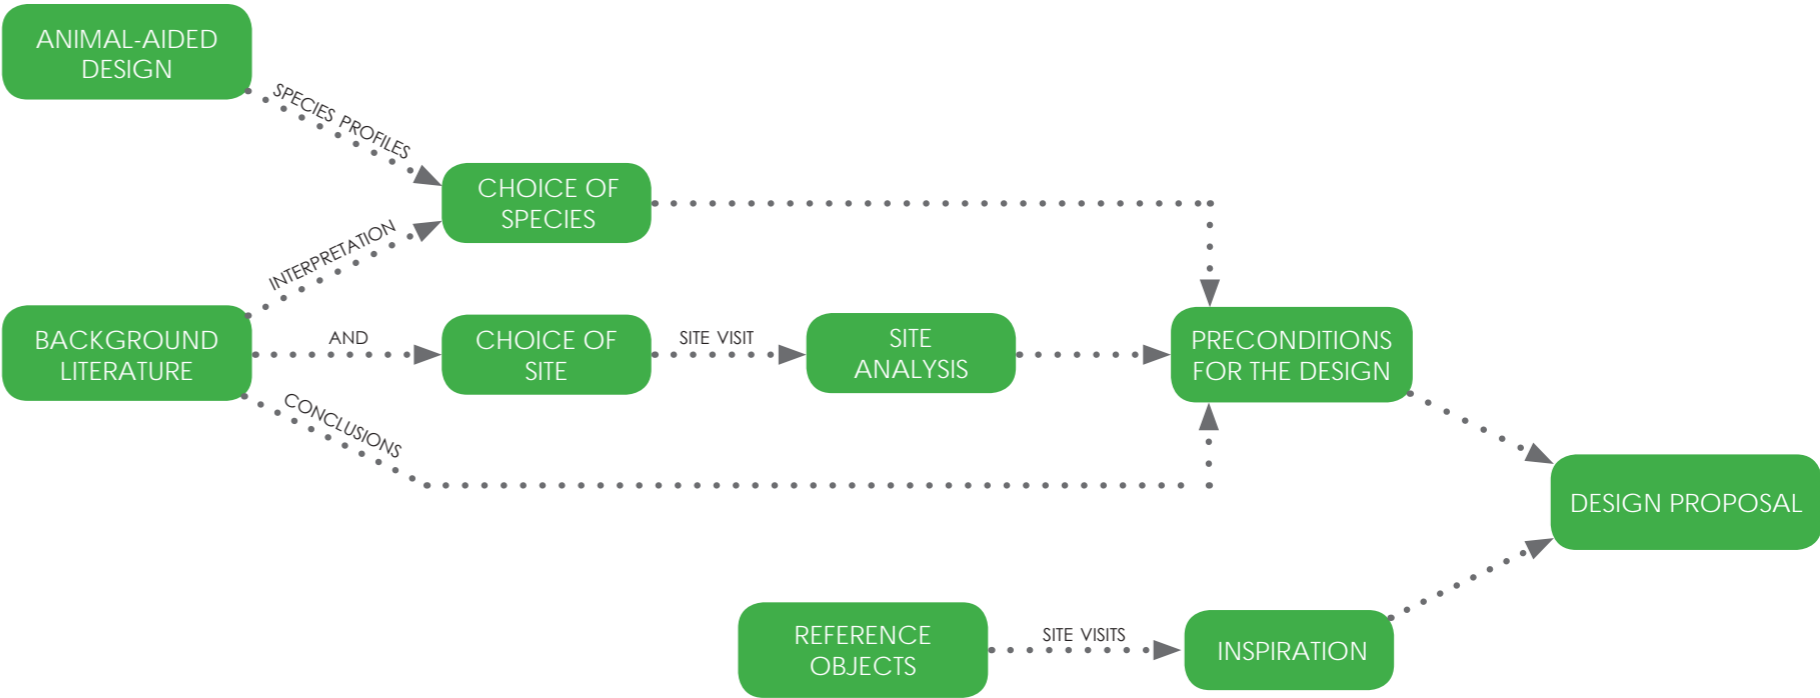 ANIMAL-AIDED
DESIGN
SPECIES PROFILES
CHOICE OF
SPECIES
INTERPRETATION
BACKGROUND
LITERATURE
AND
CHOICE OF
SITE
SITE VISIT
SITE
ANALYSIS
PRECONDITIONS
FOR THE DESIGN
CONCLUSIONS
DESIGN PROPOSAL
REFERENCE
OBJECTS
SITE VISITS
INSPIRATION